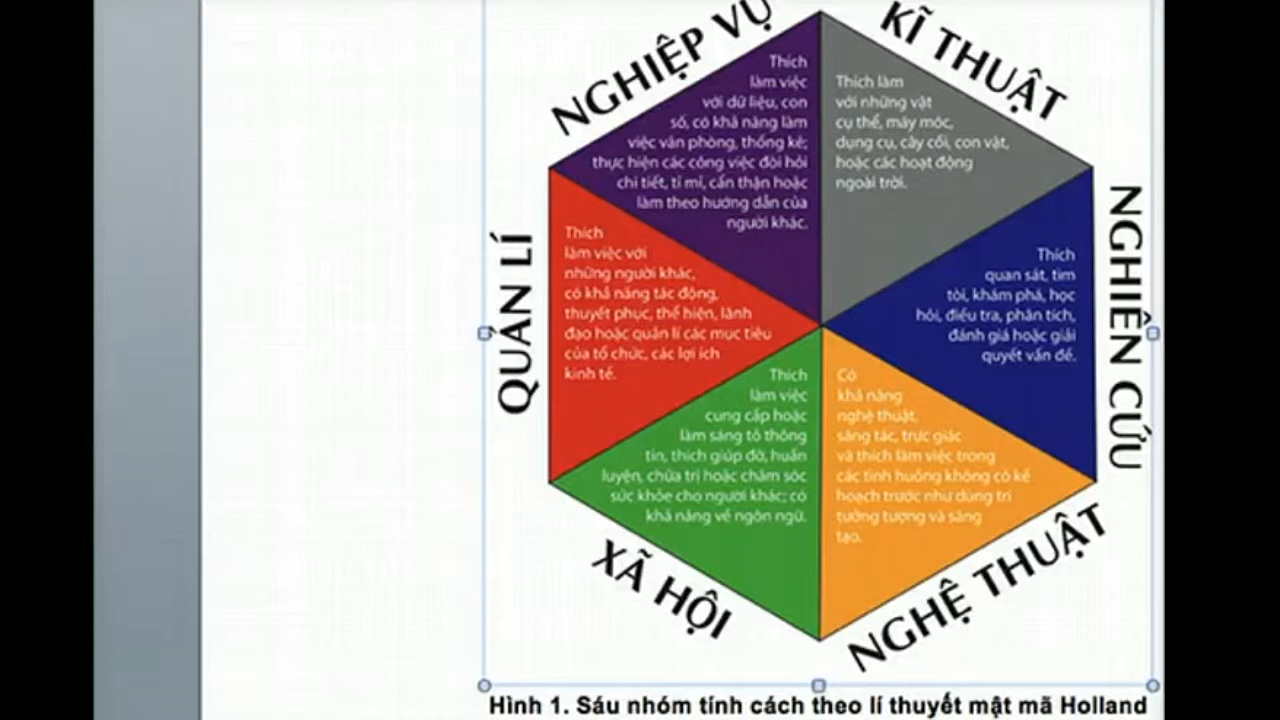 NGHIỆP VỤ
Thích
làm việc
với dữ liệu, con
số, có khả năng làm
việc văn phòng, thống kê;
thực hiện các công việc đòi hỏi
chi tiết, tỉ mỉ, cẩn thận hoặc
làm theo hướng dẫn của
người khác.
KĨ THUẬT
Thích làm
với những vật
cụ thể, máy móc,
dụng cụ, cây cối, con vật,
hoặc các hoạt động
ngoài trời.
QUẢN LÍ
Thích
làm việc với
những người khác,
có khả năng tác động,
thuyết phục, thể hiện, lãnh
đạo hoặc quản lí các mục tiêu
của tổ chức, các lợi ích
kinh tế.
NGHIÊN CỨU
Thích
quan sát, tìm
tòi, khám phá, học
hỏi, điều tra, phân tích,
đánh giá hoặc giải
quyết vấn đề.
XÃ HỘI
Thích
làm việc
cung cấp hoặc
làm sáng tỏ thông
tin, thích giúp đỡ, huấn
luyện, chữa trị hoặc chăm sóc
sức khỏe cho người khác; có
khả năng về ngôn ngữ.
NGHỆ THUẬT
Có
khả năng
nghệ thuật,
sáng tác, trực giác
và thích làm việc trong
các tình huống không có kế
hoạch trước như dùng trí
tưởng tượng và sáng
tạo.
Hình 1. Sáu nhóm tính cách theo lí thuyết mật mã Holland